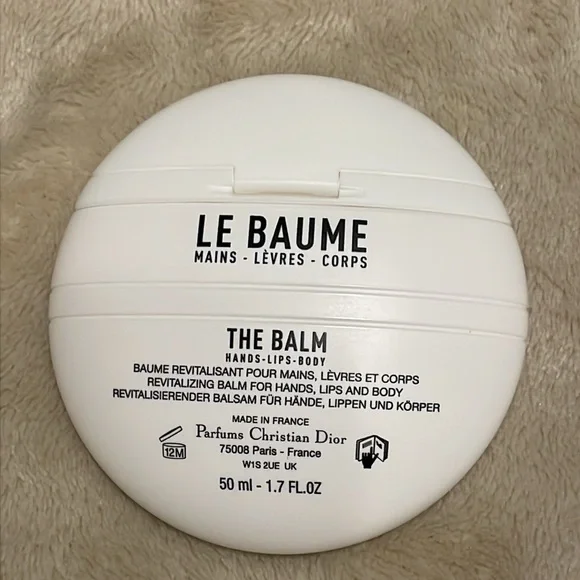 LE BAUME
MAINS - LÈVRES - CORPS
THE BALM
HANDS-LIPS-BODY
BAUME REVITALISANT POUR MAINS, LÈVRES ET CORPS
REVITALIZING BALM FOR HANDS, LIPS AND BODY
REVITALISIERENDER BALSAM FÜR HÄNDE, LIPPEN UND KÖRPER
MADE IN FRANCE
Parfums Christian Dior
75008 Paris - France
12M
W1S 2UE UK
50 ml - 1.7 FL.OZ